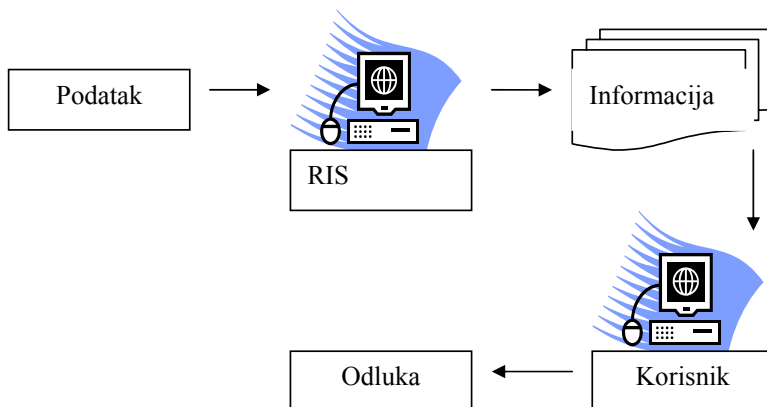 Podatak
RIS
Informacija
Korisnik
Odluka